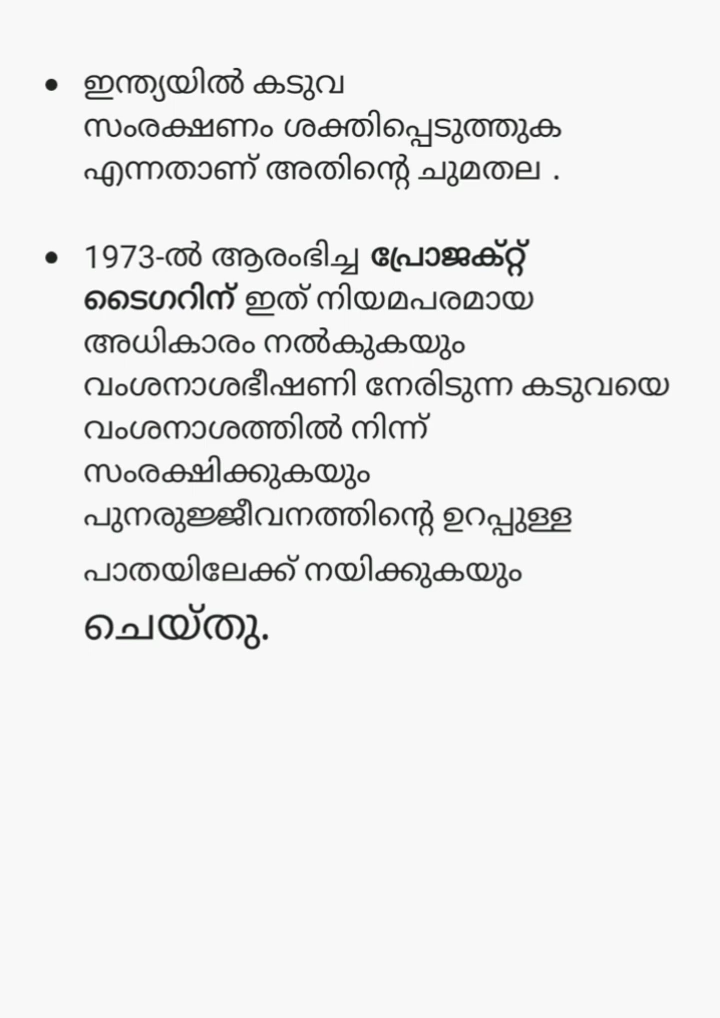 • ഇന്ത്യയിൽ കടുവ
സംരക്ഷണം ശക്തിപ്പെടുത്തുക
എന്നതാണ് അതിന്റെ ചുമതല .
• 1973-ൽ ആരംഭിച്ച പ്രോജക്റ്റ്
ടൈഗറിന് ഇത് നിയമപരമായ
അധികാരം നൽകുകയും
വംശനാശഭീഷണി നേരിടുന്ന കടുവയെ
വംശനാശത്തിൽ നിന്ന്
സംരക്ഷിക്കുകയും
പുനരുജ്ജീവനത്തിന്റെ ഉറപ്പുള്ള
പാതയിലേക്ക് നയിക്കുകയും
ചെയ്തു.